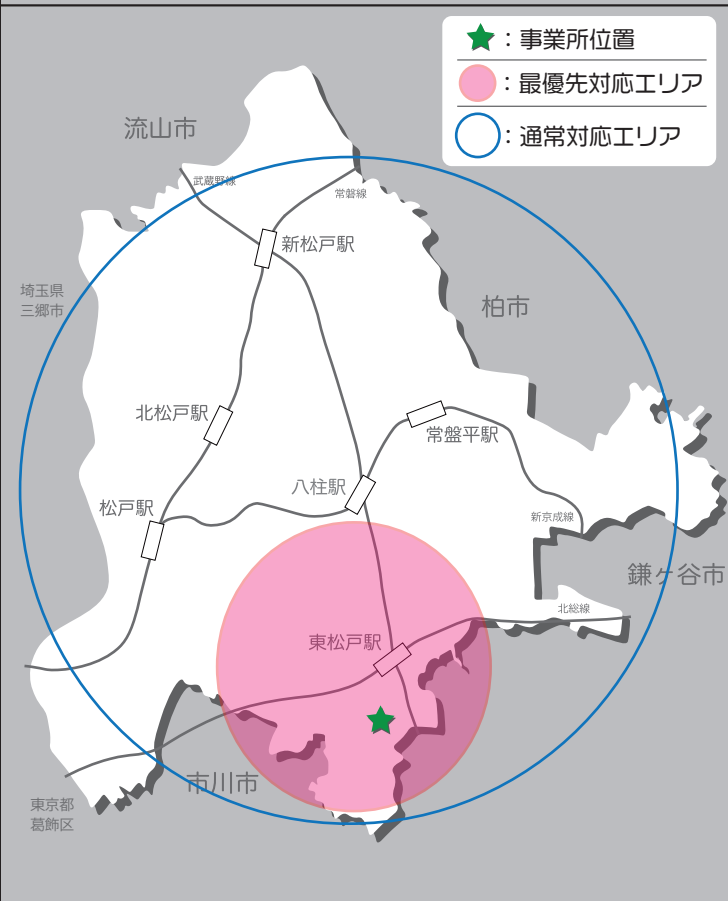 ：事業所位置
：最優先対応エリア
：通常対応エリア
流山市
武蔵野線
常磐線
新松戸駅
埼玉県
三郷市
柏市
北松戸駅
常盤平駅
八柱駅
松戸駅
新京成線
鎌ヶ谷市
北総線
東松戸駅
市川市
東京都
葛飾区